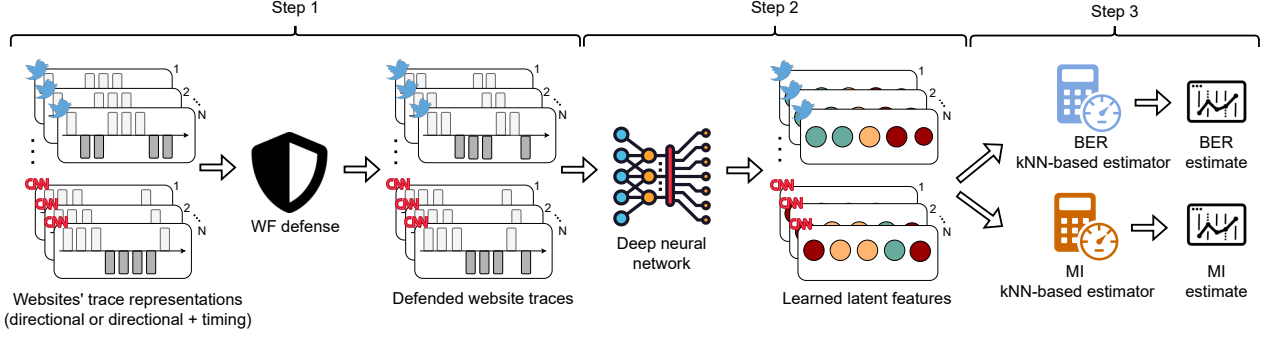 Step 1
Step 2
Step 3
1
2
N
CNN
CNN
CNN
1
2
N
WF defense
Websites' trace representations
(directional or directional + timing)
1
2
N
CNN
CNN
CNN
1
2
N
Defended website traces
Deep neural
network
1
2
N
CNN
CNN
CNN
1
2
N
Learned latent features
BER
kNN-based estimator
BER
estimate
MI
kNN-based estimator
MI
estimate